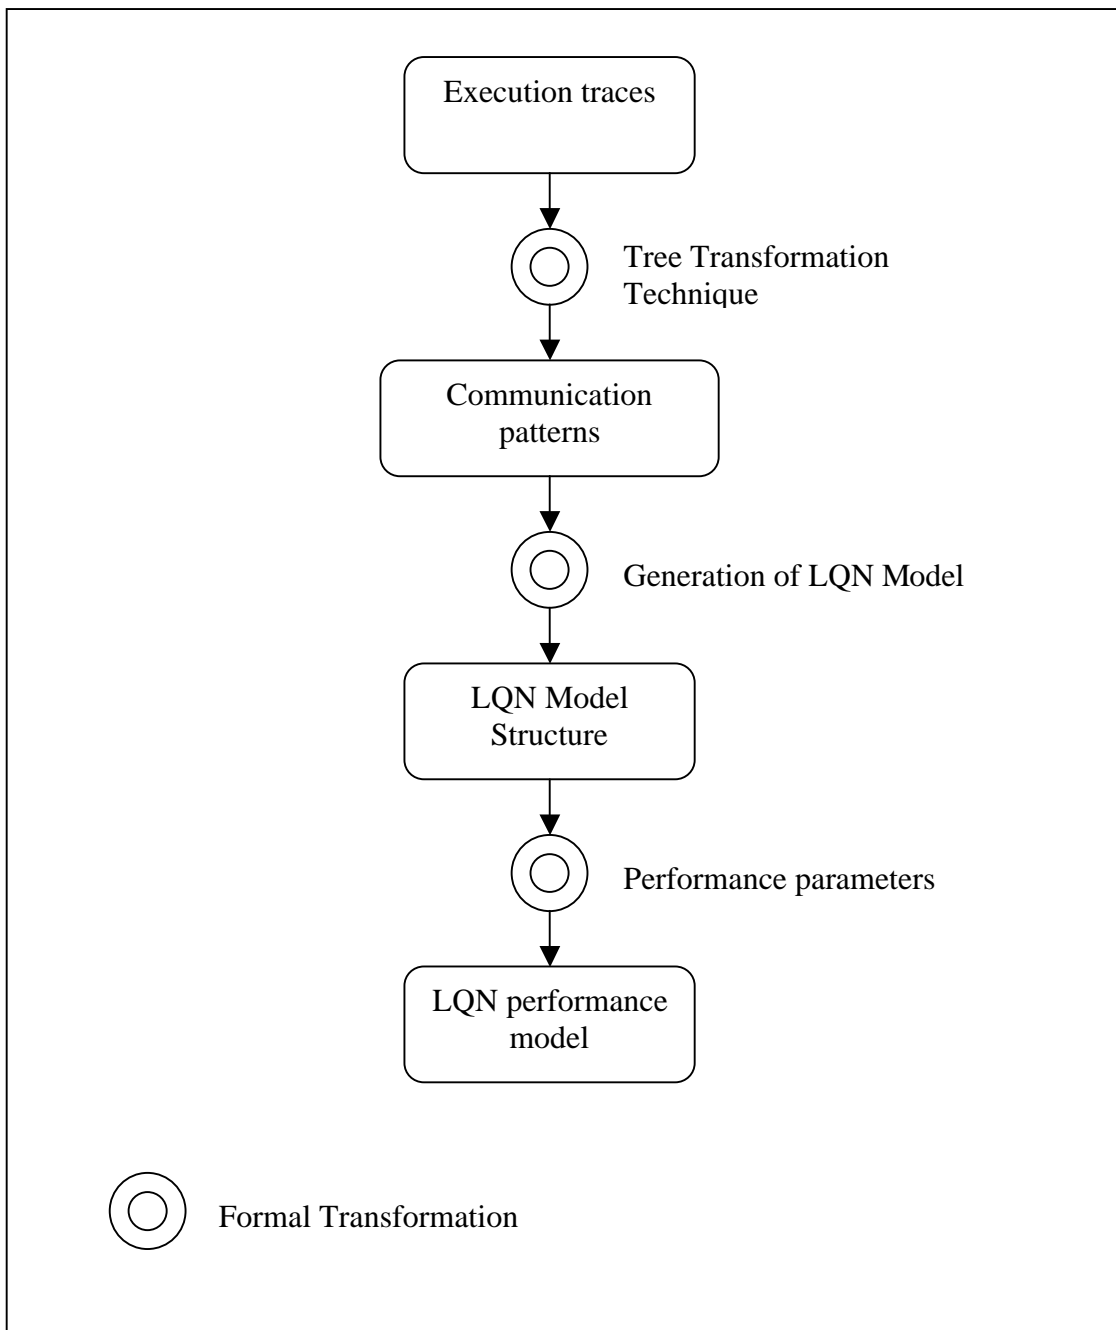 Execution traces
Tree Transformation
Technique
Communication
patterns
Generation of LQN Model
LQN Model
Structure
Performance parameters
LQN performance
model
Formal Transformation